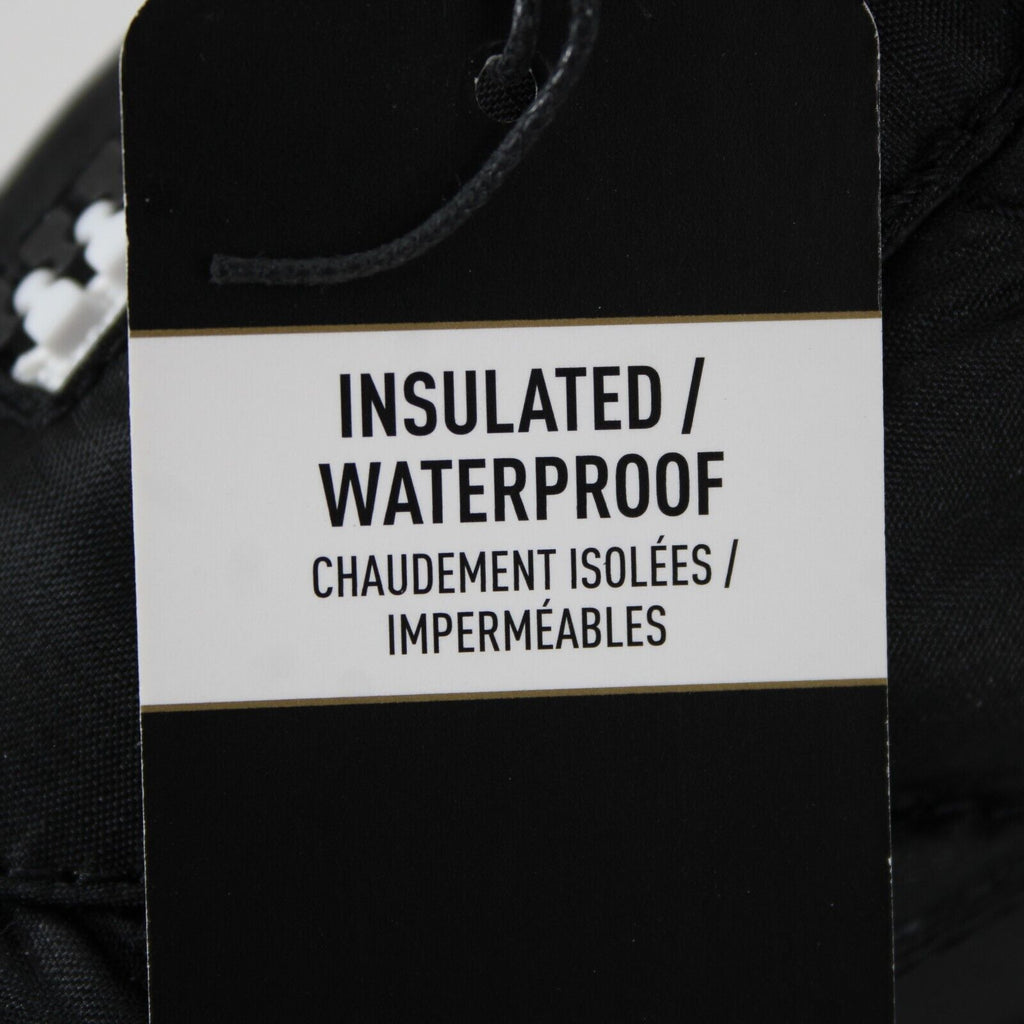 INSULATED /
WATERPROOF
CHAUDEMENT ISOLÉES /
IMPERMÉABLES